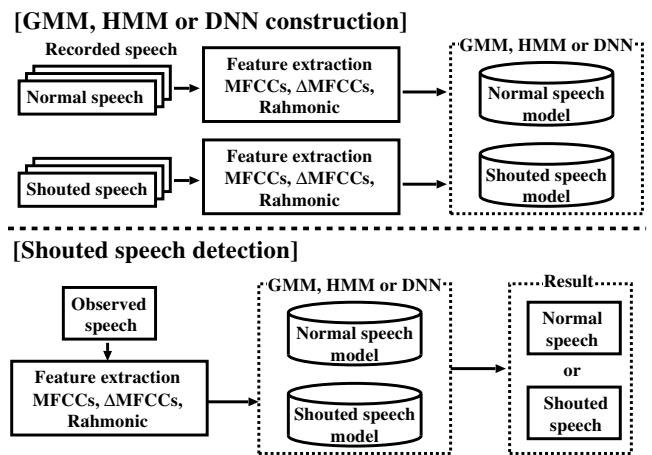 [GMM, HMM or DNN construction]
Recorded speech
Normal speech
Feature extraction
MFCCs, ΔMFCCs,
Rahmonic
GMM, HMM or DNN
Normal speech
model
Shouted speech
Feature extraction
MFCCs, ΔMFCCs,
Rahmonic
Shouted speech
model
[Shouted speech detection]
Observed
speech
Feature extraction
MFCCs, ΔMFCCs,
Rahmonic
GMM, HMM or DNN
Normal speech
model
Shouted speech
model
Result
Normal
speech
or
Shouted
speech